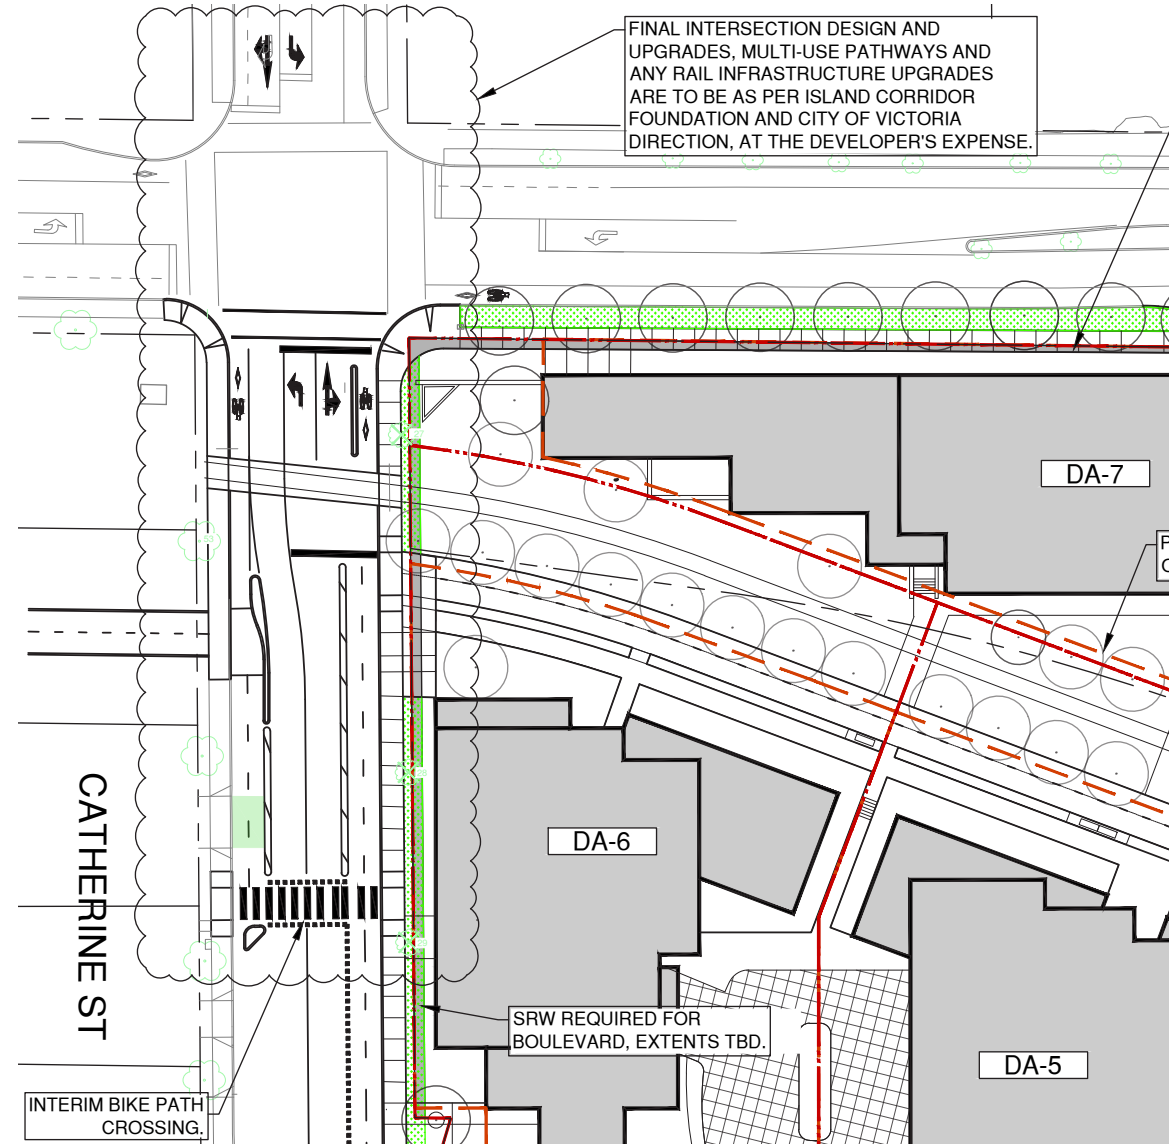 FINAL INTERSECTION DESIGN AND
UPGRADES, MULTI-USE PATHWAYS AND
ANY RAIL INFRASTRUCTURE UPGRADES
ARE TO BE AS PER ISLAND CORRIDOR
FOUNDATION AND CITY OF VICTORIA
DIRECTION, AT THE DEVELOPER'S EXPENSE.
DA-7
DA-6
CATHERINE ST
SRW REQUIRED FOR
BOULEVARD, EXTENTS TBD.
DA-5
INTERIM BIKE PATH
CROSSING.